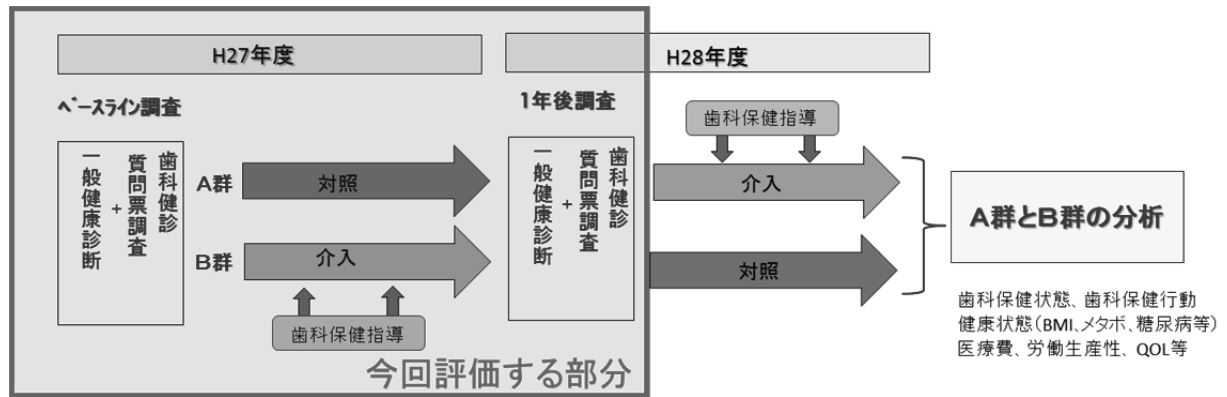 H27年度
H28年度
ベースライン調査
1年後調査
歯科健診
質問票調査
+
一般健康診断
A群
対照
B群
介入
歯科保健指導
歯科健診
質問票調査
+
一般健康診断
歯科保健指導
介入
対照
A群とB群の分析
歯科保健状態、歯科保健行動
健康状態(BMI、メタボ、糖尿病等)
医療費、労働生産性、QOL等
今回評価する部分